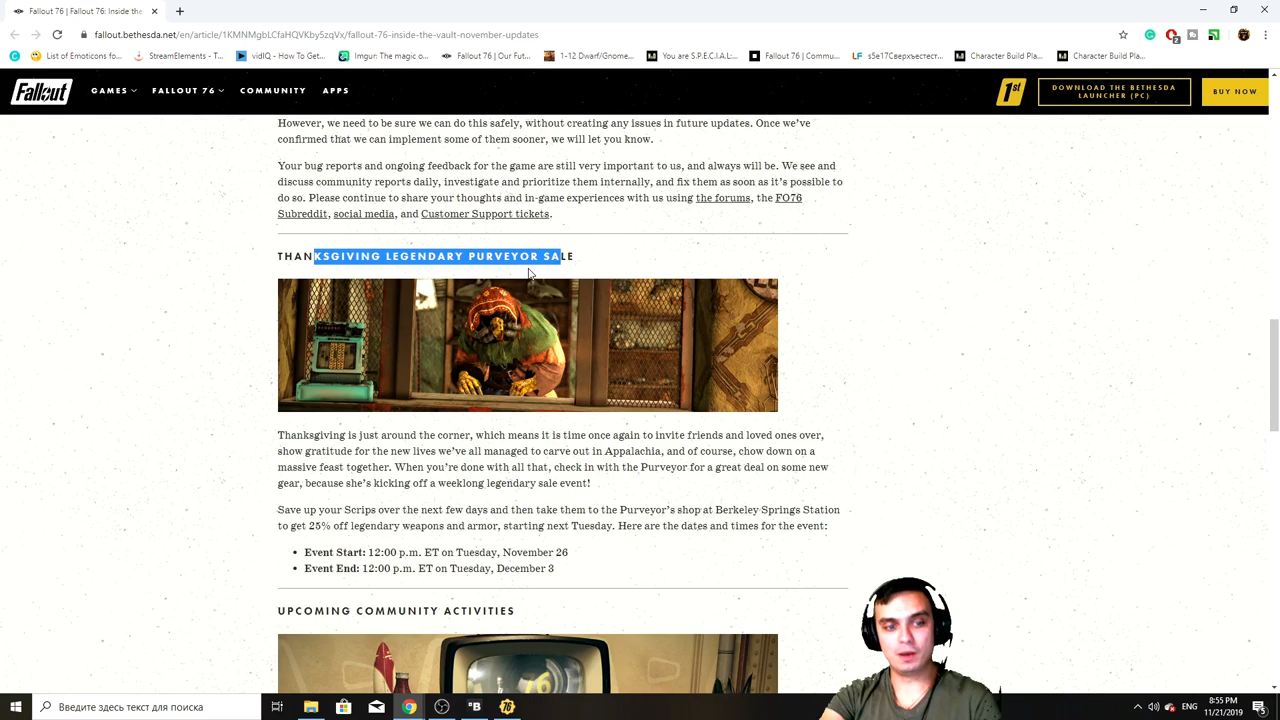 Fallout 76 | Fallout 76: Inside the
fallout.bethesda.net/en/article/1KMNMgbLCfaHQVKby5zqVx/fallout-76-inside-the-vault-november-updates
List of Emoticons fo... StreamElements - T... vidIQ - How To Get... Imgur: The magic o... Fallout 76 | Our Fut... 1-12 Dwarf/Gnome... You are S.P.E.C.I.A.L:... Fallout 76 | Commu... s5e17Сверхъестест... Character Build Pla... Character Build Pla...
Fallout GAMES FALLOUT 76 COMMUNITY APPS 1st DOWNLOAD THE BETHESDA LAUNCHER (PC) BUY NOW
However, we need to be sure we can do this safely, without creating any issues in future updates. Once we've
confirmed that we can implement some of them sooner, we will let you know.
Your bug reports and ongoing feedback for the game are still very important to us, and always will be. We see and
discuss community reports daily, investigate and prioritize them internally, and fix them as soon as it's possible to
do so. Please continue to share your thoughts and in-game experiences with us using the forums, the FO76
Subreddit, social media, and Customer Support tickets.
THANKSGIVING LEGENDARY PURVEYOR SALE
Thanksgiving is just around the corner, which means it is time once again to invite friends and loved ones over,
show gratitude for the new lives we've all managed to carve out in Appalachia, and of course, chow down on a
massive feast together. When you're done with all that, check in with the Purveyor for a great deal on some new
gear, because she's kicking off a weeklong legendary sale event!
Save up your Scrips over the next few days and then take them to the Purveyor's shop at Berkeley Springs Station
to get 25% off legendary weapons and armor, starting next Tuesday. Here are the dates and times for the event:
• Event Start: 12:00 p.m. ET on Tuesday, November 26
• Event End: 12:00 p.m. ET on Tuesday, December 3
UPCOMING COMMUNITY ACTIVITIES
76
Введите здесь текст для поиска
ENG
8:55 PM
11/21/2019